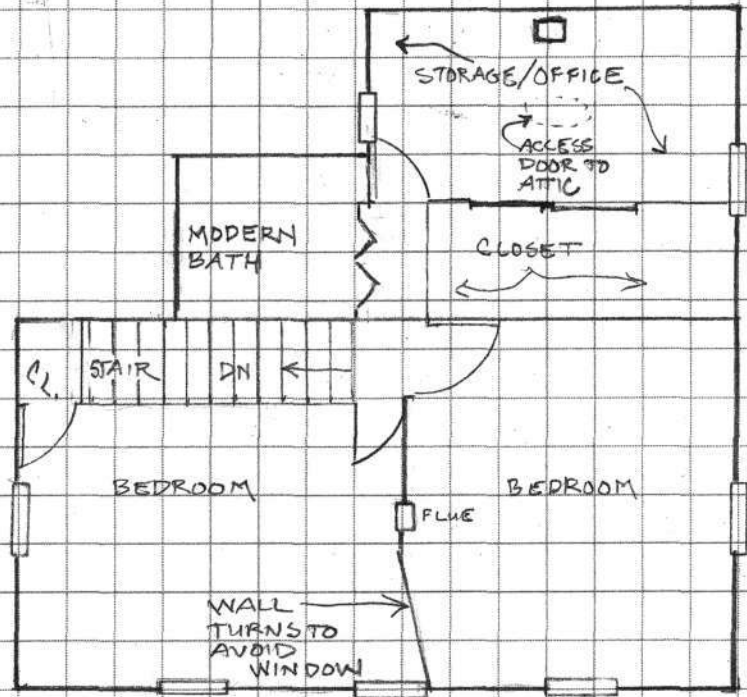 STORAGE/OFFICE
ACCESS
DOOR TO
ATTIC
MODERN
BATH
CLOSET
CL.
STAIR
DN
BEDROOM
BEDROOM
FLUE
WALL
TURNS TO
AVOID
WINDOW